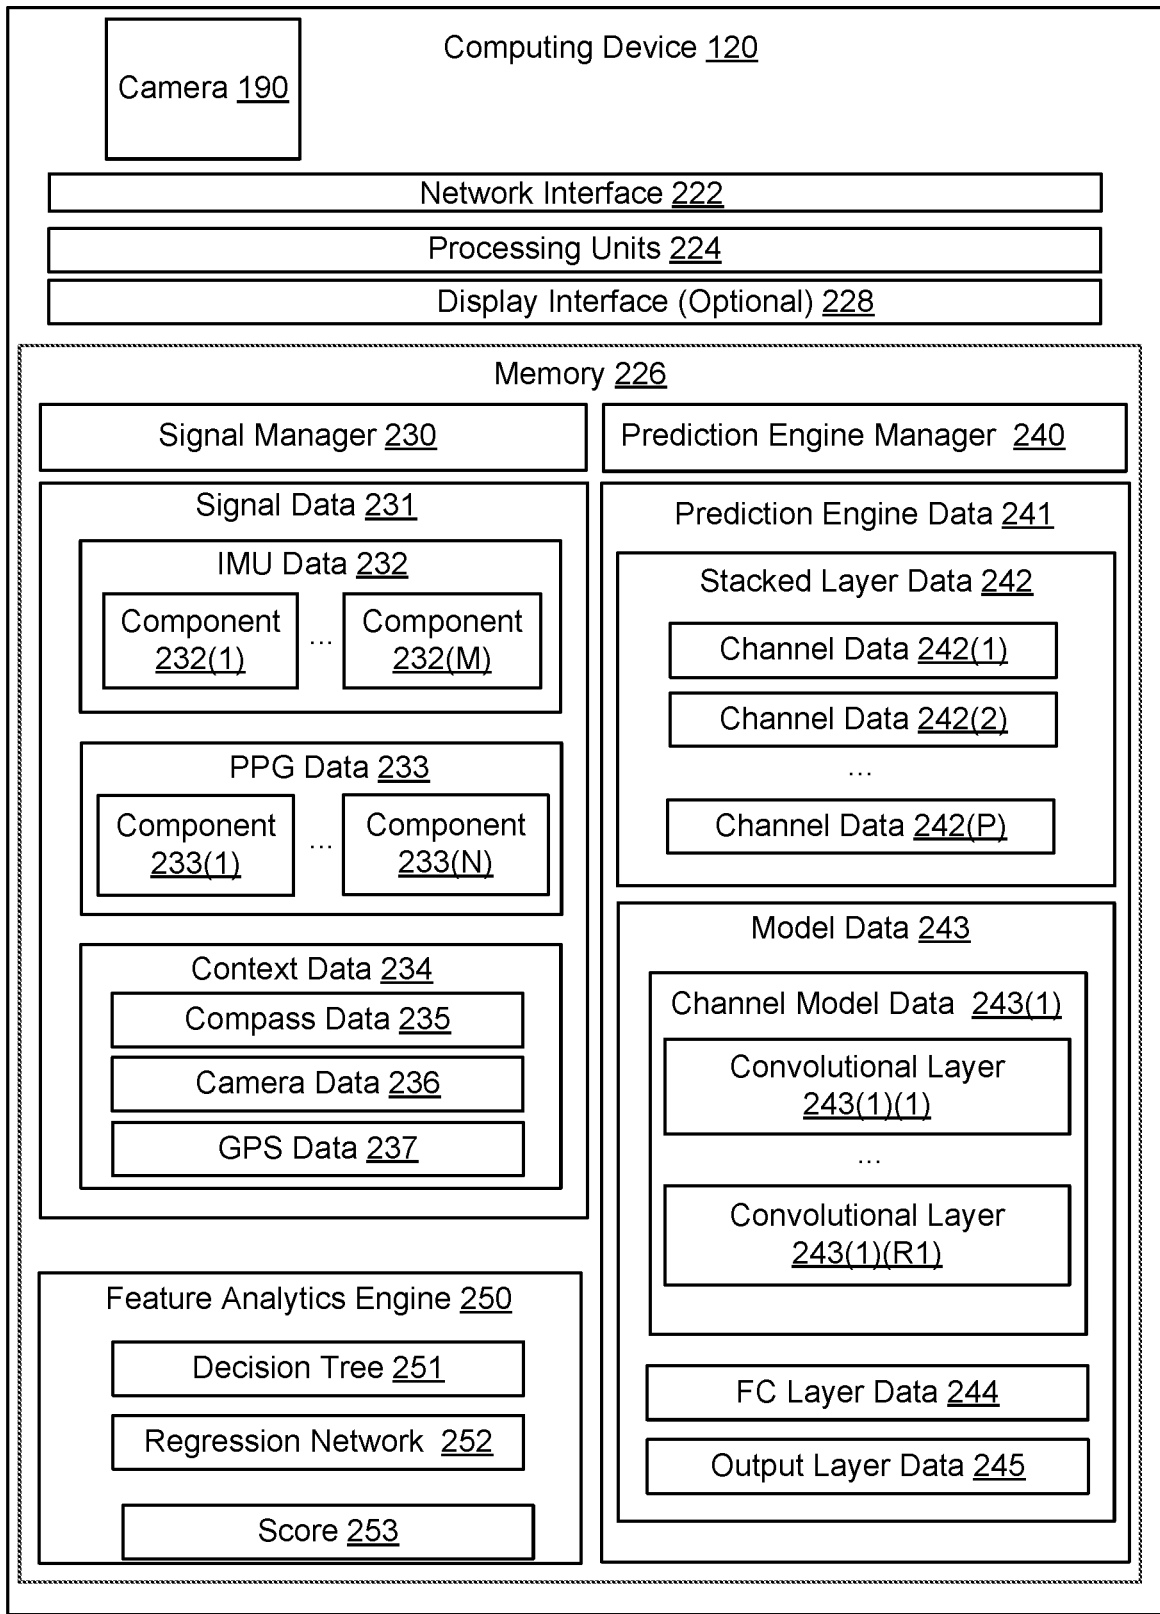 Computing Device 120
Camera 190
Network Interface 222
Processing Units 224
Display Interface (Optional) 228
Memory 226
Signal Manager 230
Signal Data 231
IMU Data 232
Component
232(1)
...
Component
232(M)
PPG Data 233
Component
233(1)
...
Component
233(N)
Context Data 234
Compass Data 235
Camera Data 236
GPS Data 237
Feature Analytics Engine 250
Decision Tree 251
Regression Network 252
Score 253
Prediction Engine Manager 240
Prediction Engine Data 241
Stacked Layer Data 242
Channel Data 242(1)
Channel Data 242(2)
...
Channel Data 242(P)
Model Data 243
Channel Model Data 243(1)
Convolutional Layer
243(1)(1)
...
Convolutional Layer
243(1)(R1)
FC Layer Data 244
Output Layer Data 245